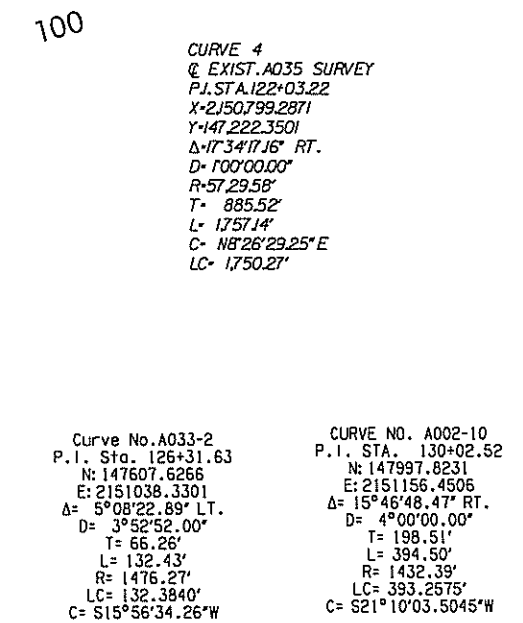 100
CURVE 4
℄ EXIST.A035 SURVEY
P.I.STA.122+03.22
X=2,150,799.2871
Y=147,222.3501
Δ=17°34'17.16" RT.
D= 1°00'00.00"
R=57,29.58'
T= 885.52'
L= 1,757.14'
C= N8°26'29.25"E
LC= 1,750.27'
Curve No.A033-2
P.I. Sta. 126+31.63
N: 147607.6266
E: 2151038.3301
Δ= 5°08'22.89" LT.
D= 3°52'52.00"
T= 66.26'
L= 132.43'
R= 1476.27'
LC= 132.3840'
C= S15°56'34.26"W
CURVE NO. A002-10
P.I. STA. 130+02.52
N: 147997.8231
E: 2151156.4506
Δ= 15°46'48.47" RT.
D= 4°00'00.00"
T= 198.51'
L= 394.50'
R= 1432.39'
LC= 393.2575'
C= S21°10'03.5045"W